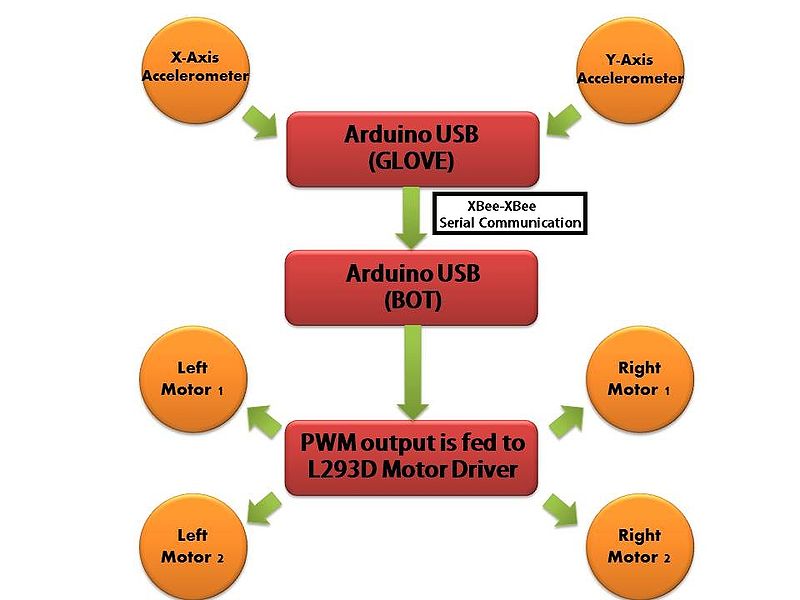 X-Axis
Accelerometer
Y-Axis
Accelerometer
Arduino USB
(GLOVE)
XBee-XBee
Serial Communication
Arduino USB
(BOT)
Left
Motor 1
Right
Motor 1
PWM output is fed to
L293D Motor Driver
Left
Motor 2
Right
Motor 2